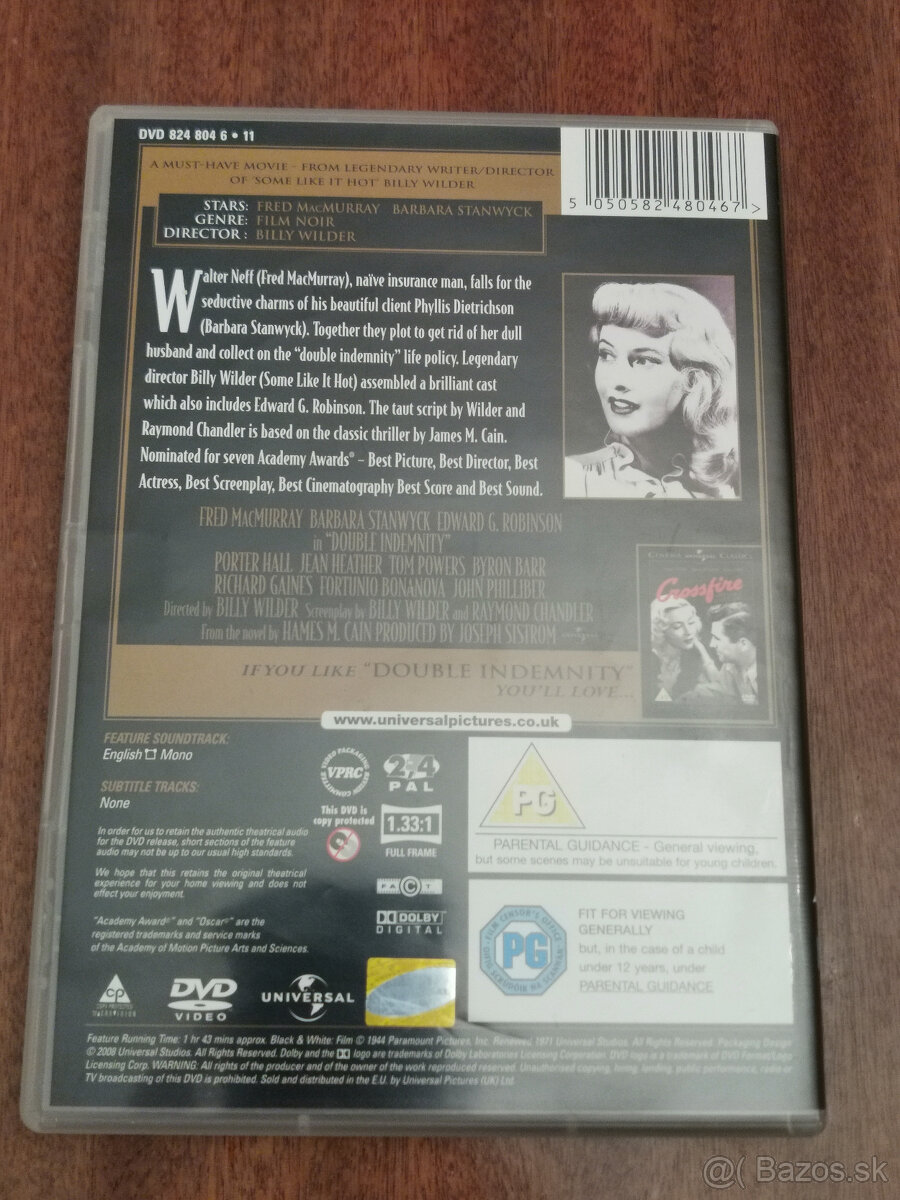 DVD 824 804 6 • 11
A MUST-HAVE MOVIE - FROM LEGENDARY WRITER/DIRECTOR
OF 'SOME LIKE IT HOT' BILLY WILDER
5 050582 480467 >
STARS: FRED MACMURRAY BARBARA STANWYCK
GENRE: FILM NOIR
DIRECTOR : BILLY WILDER
Walter Neff (Fred MacMurray), naïve insurance man, falls for the
seductive charms of his beautiful client Phyllis Dietrichson
(Barbara Stanwyck). Together they plot to get rid of her dull
husband and collect on the “double indemnity” life policy. Legendary
director Billy Wilder (Some Like It Hot) assembled a brilliant cast
which also includes Edward G. Robinson. The taut script by Wilder and
Raymond Chandler is based on the classic thriller by James M. Cain.
Nominated for seven Academy Awards® – Best Picture, Best Director, Best
Actress, Best Screenplay, Best Cinematography Best Score and Best Sound.
FRED MACMURRAY BARBARA STANWYCK EDWARD G. ROBINSON
in "DOUBLE INDEMNITY"
PORTER HALL JEAN HEATHER TOM POWERS BYRON BARR
RICHARD GAINES FORTUNIO BONANOVA JOHN PHILLIBER
Directed by BILLY WILDER Screenplay by BILLY WILDER and RAYMOND CHANDLER
From the novel by HAMES M. CAIN PRODUCED BY JOSEPH SISTROM
Crossfire
IF YOU LIKE “DOUBLE INDEMNITY”
YOU'LL LOVE...
www.universalpictures.co.uk
FEATURE SOUNDTRACK:
English Mono
SUBTITLE TRACKS:
None
In order for us to retain the authentic theatrical audio
for the DVD release, short sections of the feature
audio may not be up to our usual high standards.
We hope that this retains the original theatrical
experience for your home viewing and does not
effect your enjoyment.
"Academy Award®" and "Oscar®" are the
registered trademarks and service marks
of the Academy of Motion Picture Arts and Sciences.
VIDEO PACKAGING REVIEW COMMITTEE
VPRC
2,4
PAL
This DVD is
copy protected
1.33:1
FULL FRAME
FACT
DOLBY
DIGITAL
PG
PARENTAL GUIDANCE - General viewing,
but some scenes may be unsuitable for young children.
FILM CENSOR'S OFFICE
PG
FIT FOR VIEWING
GENERALLY
but, in the case of a child
under 12 years, under
PARENTAL GUIDANCE
CP
DVD
VIDEO
UNIVERSAL
Feature Running Time: 1 hr 43 mins approx. Black & White: Film © 1944 Paramount Pictures, Inc. Renewed 1971 Universal Studios. All Rights Reserved. Packaging Design
© 2008 Universal Studios. All Rights Reserved. Dolby and the logo are trademarks of Dolby Laboratories Licensing Corporation. DVD logo is a trademark of DVD Format/Logo
Licensing Corp. WARNING: All rights of the producer and of the owner of the work reproduced reserved. Unauthorised copying, hiring, lending, public performance, radio or
TV broadcasting of this DVD is prohibited. Sold and distributed in the E.U. by Universal Pictures (UK) Ltd.
@( Bazos.sk